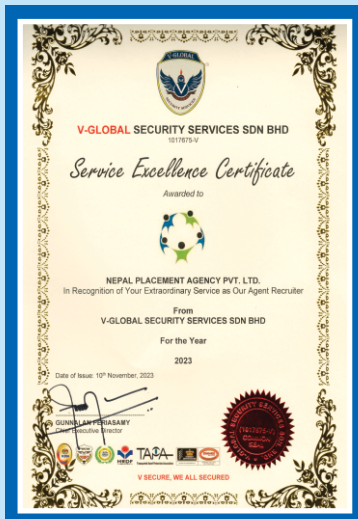 V-GLOBAL
V-GLOBAL SECURITY SERVICES SDN BHD
1017675-V
Service Excellence Certificate
Awarded to
NEPAL PLACEMENT AGENCY PVT. LTD.
In Recognition of Your Extraordinary Service as Our Agent Recruiter
From
V-GLOBAL SECURITY SERVICES SDN BHD
For the Year
2023
Date of Issue: 10th November, 2023
GUNNALAN PERIASAMY
Chief Executive Director
(1017675-V)
HRDF
TAPA
V SECURE, WE ALL SECURED